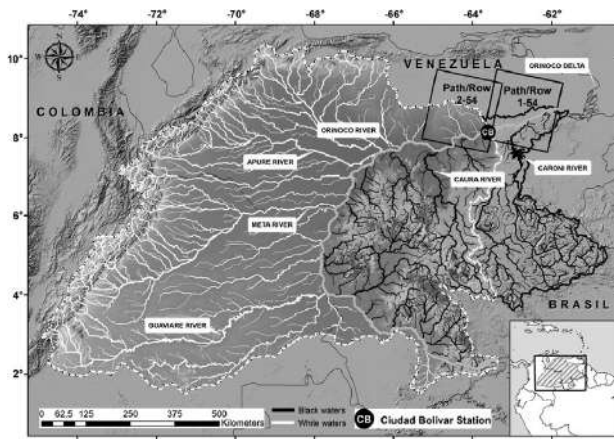 -74°
-72°
-70°
-68°
-66°
-64°
-62°
10°
8°
6°
4°
2°
VENEZUELA
ORINOCO DELTA
COLOMBIA
Path/Row
2-54
Path/Row
1-54
ORINOCO RIVER
CB
APURE RIVER
CAURA RIVER
CARONI RIVER
META RIVER
BRASIL
GUAVIARE RIVER
0 62.5 125 250 375 500
Kilometers
Black waters
White waters
CB Ciudad Bolivar Station